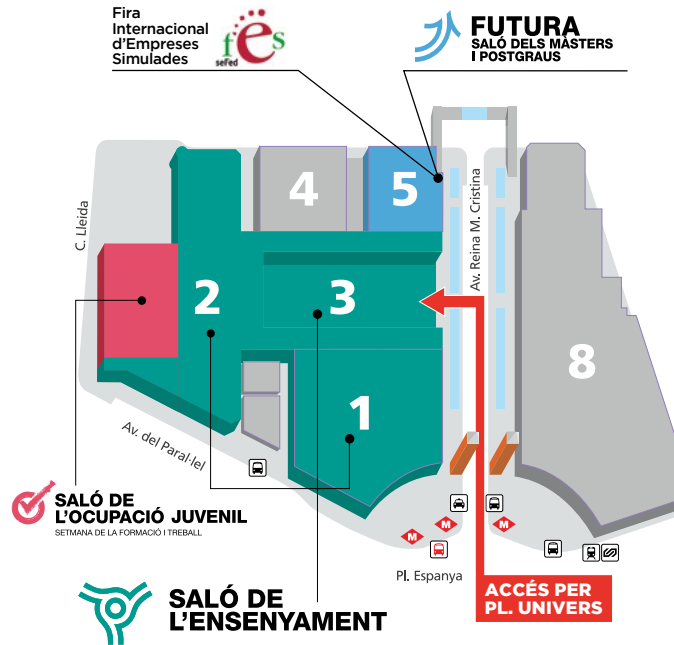 Fira
Internacional
d'Empreses
Simulades
fes
sefed
FUTURA
SALÓ DELS MÀSTERS
I POSTGRAUS
4
5
C. Lleida
Av. Reina M. Cristina
2
3
8
1
Av. del Paral·lel
SALÓ DE
L'OCUPACIÓ JUVENIL
SETMANA DE LA FORMACIÓ I TREBALL
M
M
M
Pl. Espanya
SALÓ DE
L'ENSENYAMENT
ACCÉS PER
PL. UNIVERS